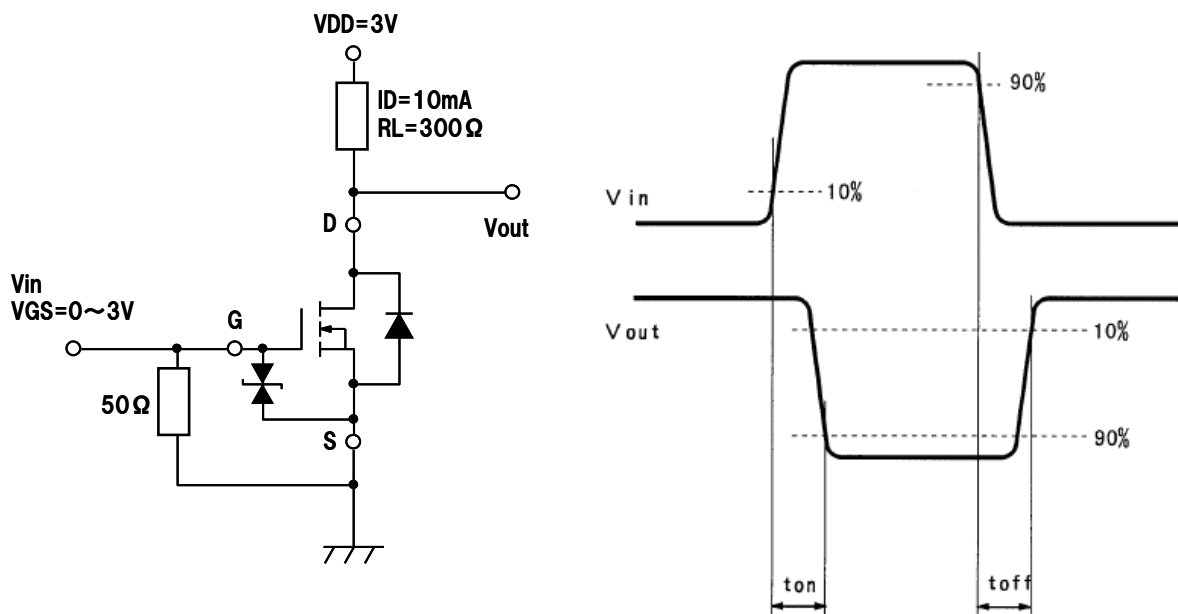 VDD=3V
ID=10mA
RL=300Ω
D
Vout
Vin
VGS=0～3V
G
50Ω
S
90%
Vin
10%
Vout
10%
90%
ton
toff